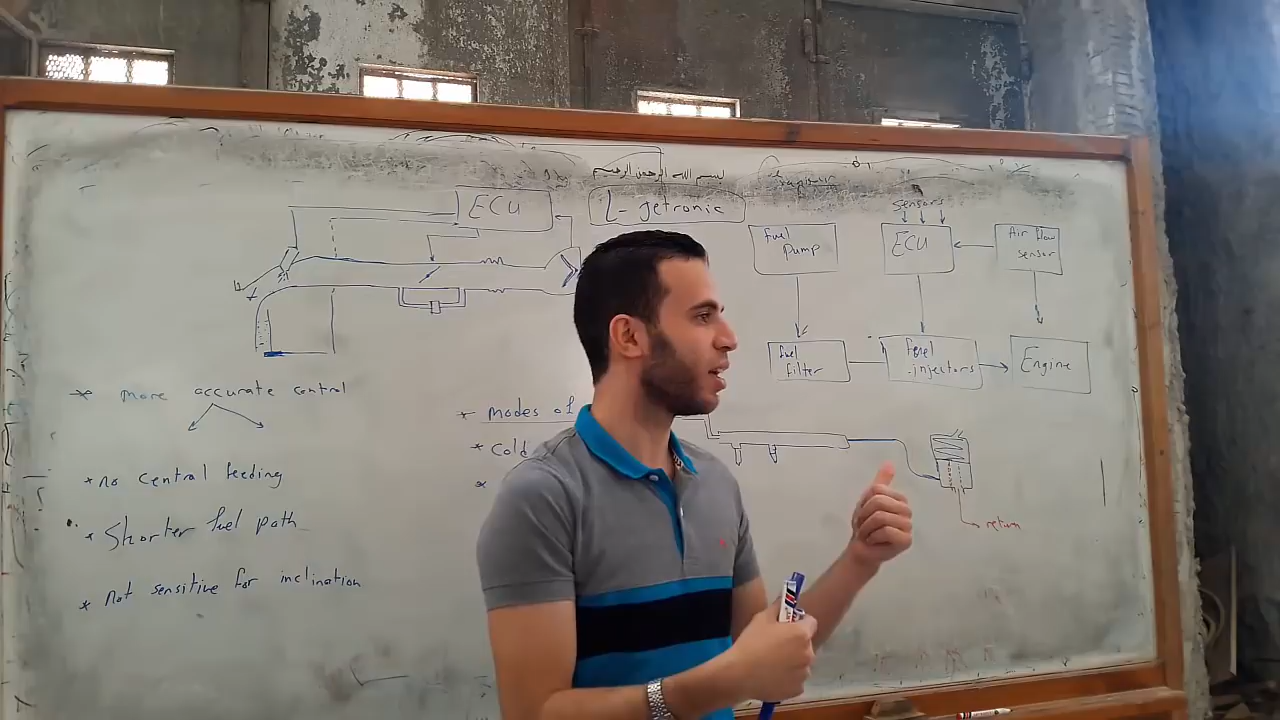 بسم الله الرحمن الرحيم
L-jetronic
ECU
sensors
fuel pump
ECU
Air flow sensor
fuel filter
fuel injectors
Engine
* more accurate control
* no central feeding
* Shorter fuel path
* not sensitive for inclination
* modes of
* Cold
*
return